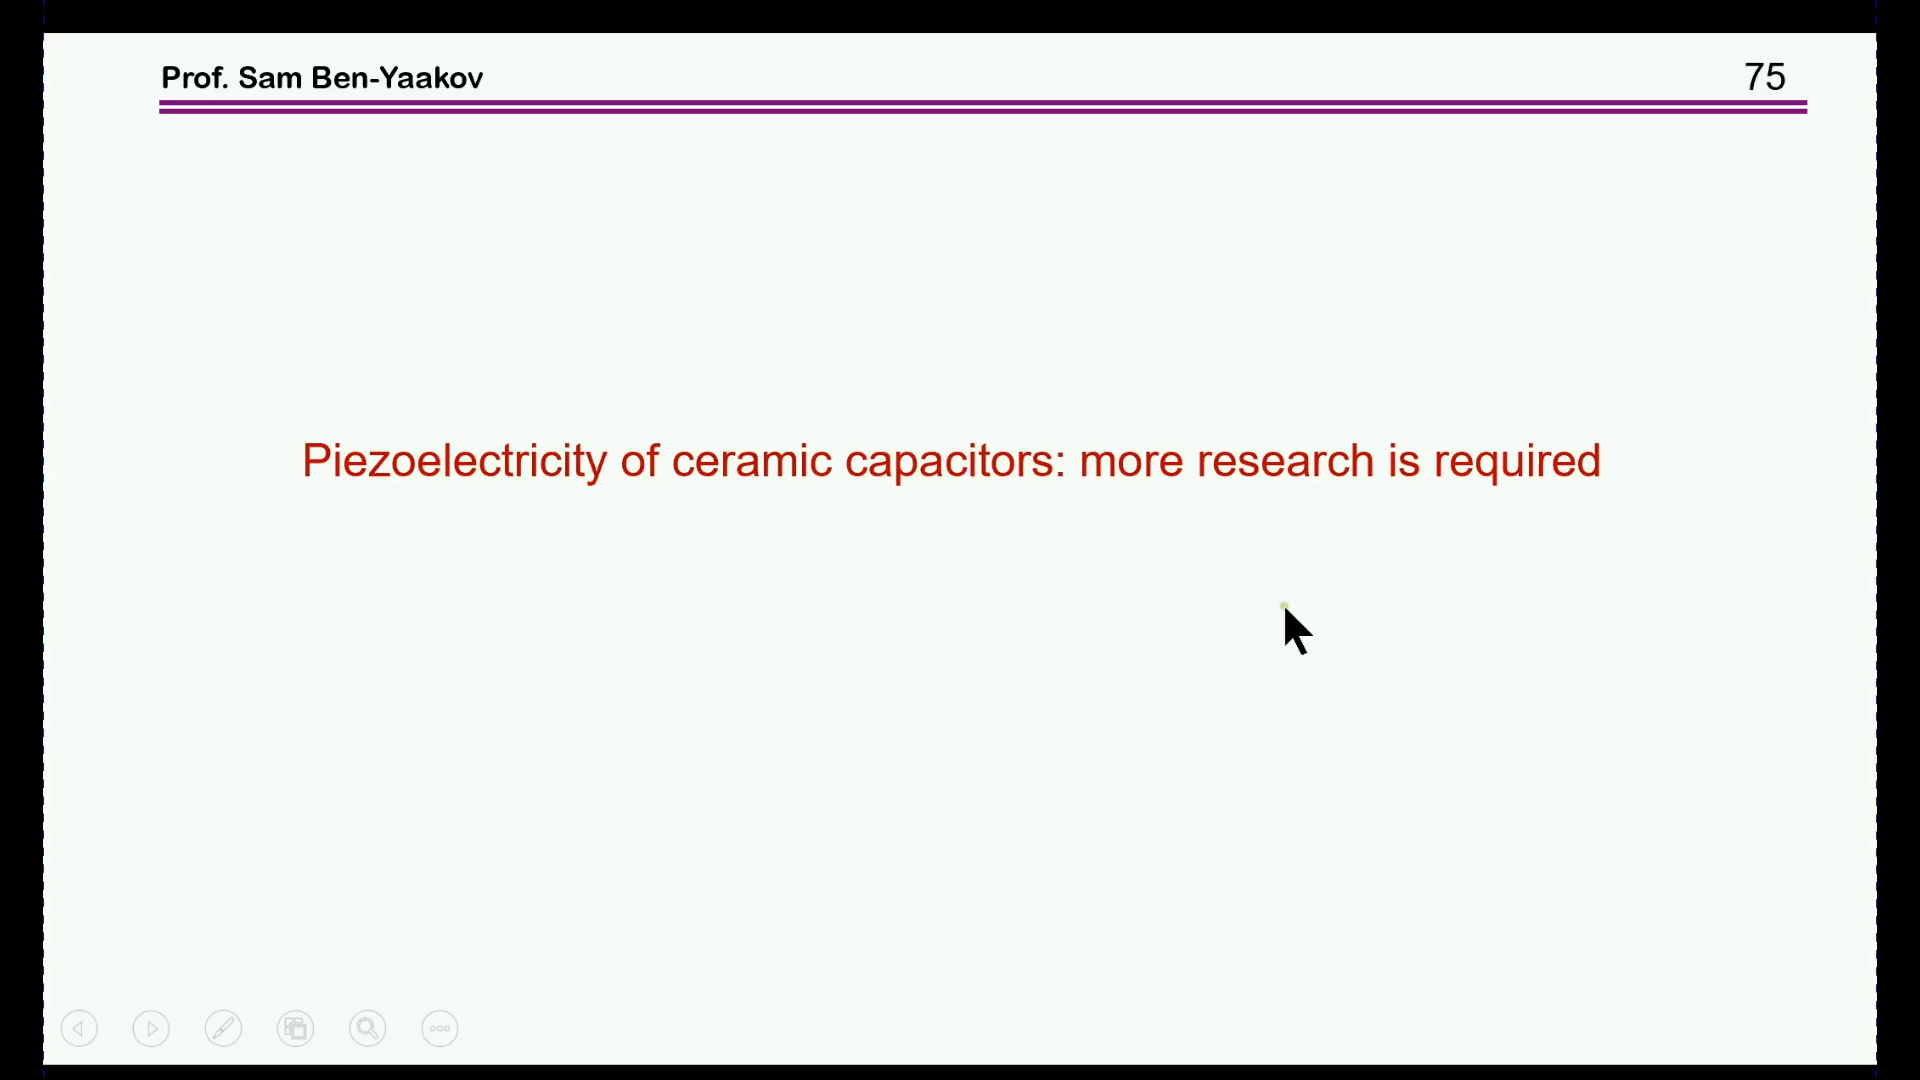 Prof. Sam Ben-Yaakov
75
Piezoelectricity of ceramic capacitors: more research is required